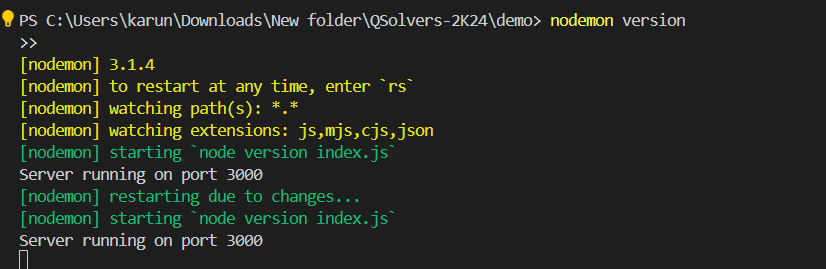 PS C:\Users\karun\Downloads\New folder\QSolvers-2K24\demo> nodemon version
>>
[nodemon] 3.1.4
[nodemon] to restart at any time, enter `rs`
[nodemon] watching path(s): *.*
[nodemon] watching extensions: js,mjs,cjs,json
[nodemon] starting `node version index.js`
Server running on port 3000
[nodemon] restarting due to changes...
[nodemon] starting `node version index.js`
Server running on port 3000